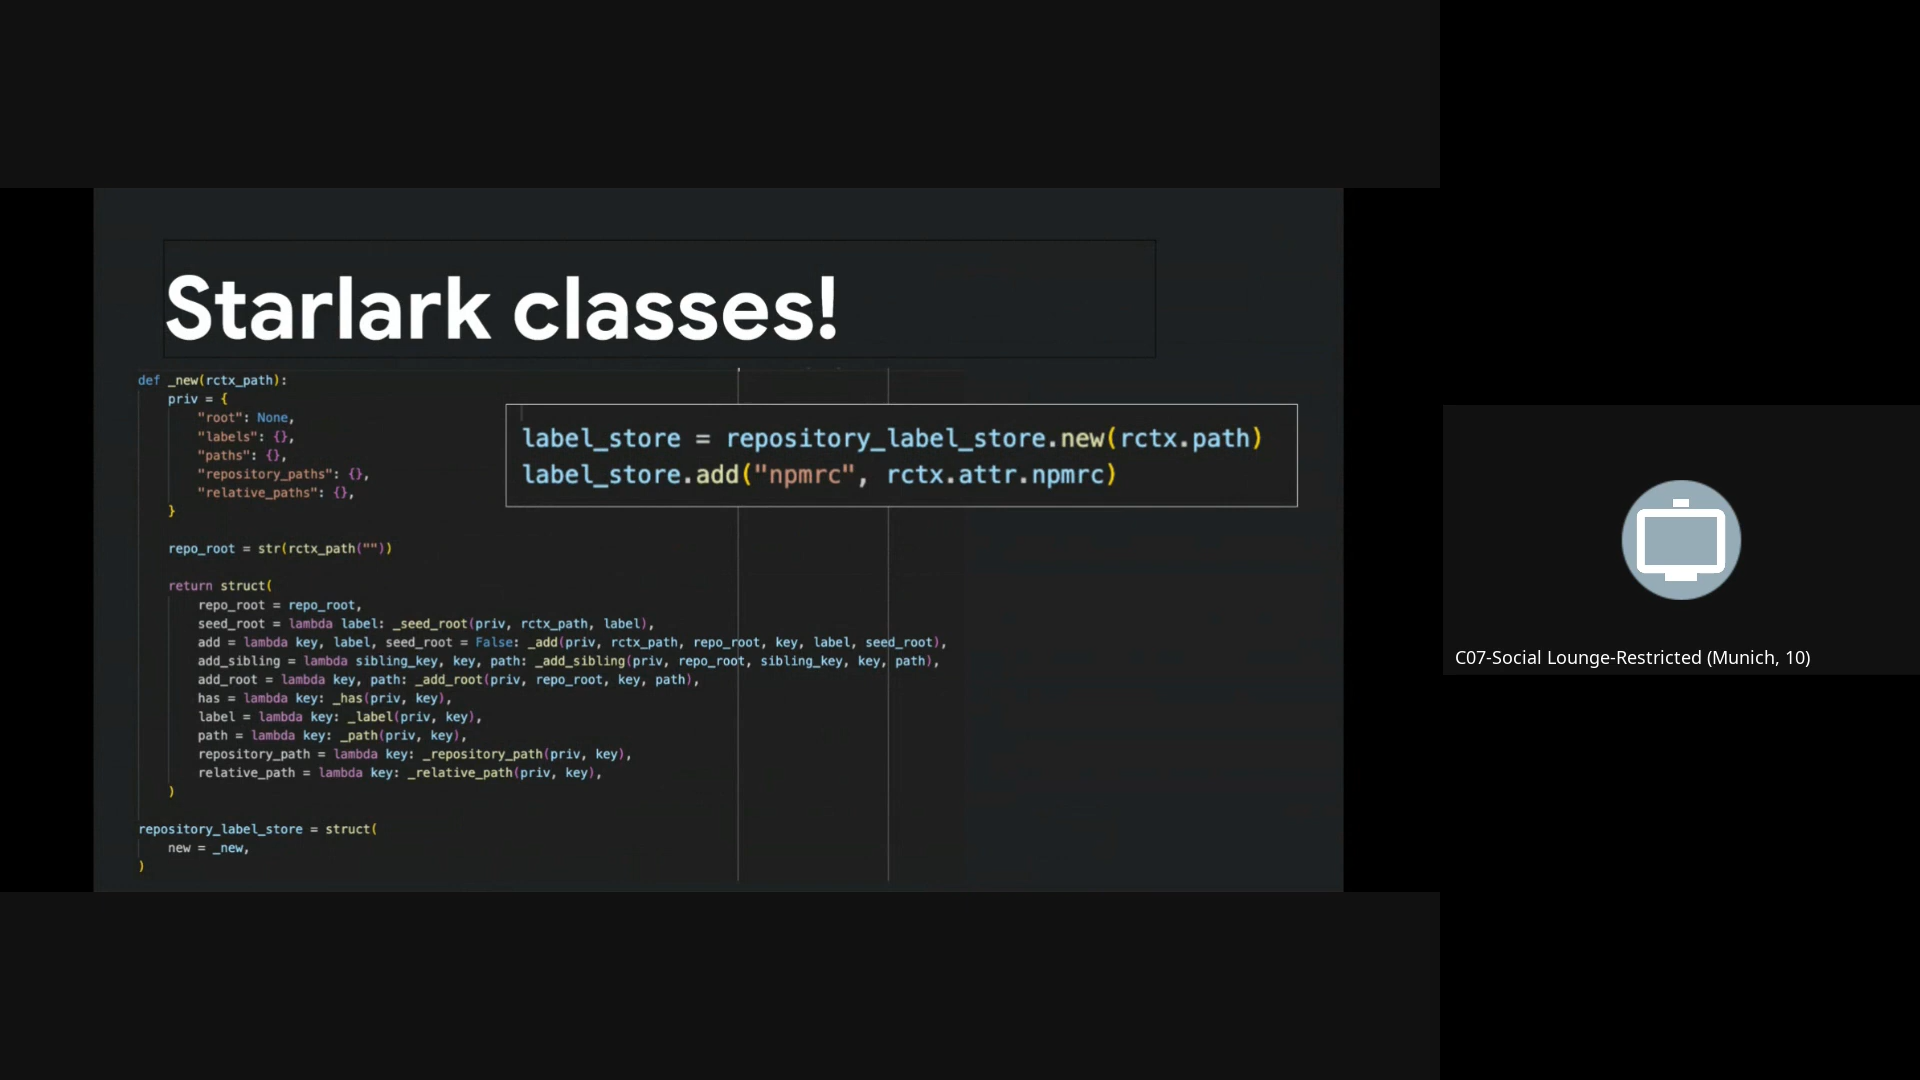 Starlark classes!
def _new(rctx_path):
    priv = {
        "root": None,
        "labels": {},
        "paths": {},
        "repository_paths": {},
        "relative_paths": {},
    }
    repo_root = str(rctx_path(""))
    return struct(
        repo_root = repo_root,
        seed_root = lambda label: _seed_root(priv, rctx_path, label),
        add = lambda key, label, seed_root = False: _add(priv, rctx_path, repo_root, key, label, seed_root),
        add_sibling = lambda sibling_key, key, path: _add_sibling(priv, repo_root, sibling_key, key, path),
        add_root = lambda key, path: _add_root(priv, repo_root, key, path),
        has = lambda key: _has(priv, key),
        label = lambda key: _label(priv, key),
        path = lambda key: _path(priv, key),
        repository_path = lambda key: _repository_path(priv, key),
        relative_path = lambda key: _relative_path(priv, key),
    )
repository_label_store = struct(
    new = _new,
)
label_store = repository_label_store.new(rctx.path)
label_store.add("npmrc", rctx.attr.npmrc)
C07-Social Lounge-Restricted (Munich, 10)